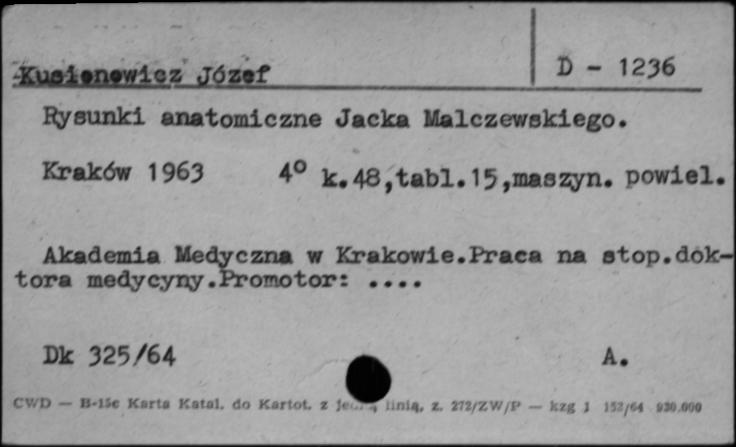 Kusionowicz Józef
D - 1236
Rysunki anatomiczne Jacka Malczewskiego.
Kraków 1963 4° k.48,tabl.15,maszyn. powiel.
Akademia Medyczna w Krakowie.Praca na stop.dok-
tora medycyny.Promotor: ....
Dk 325/64 A.
CWD — B-15c Karta Katal. do Kartot. z linią, z. 272/ZW/P — kzg 1 152/64 930.000